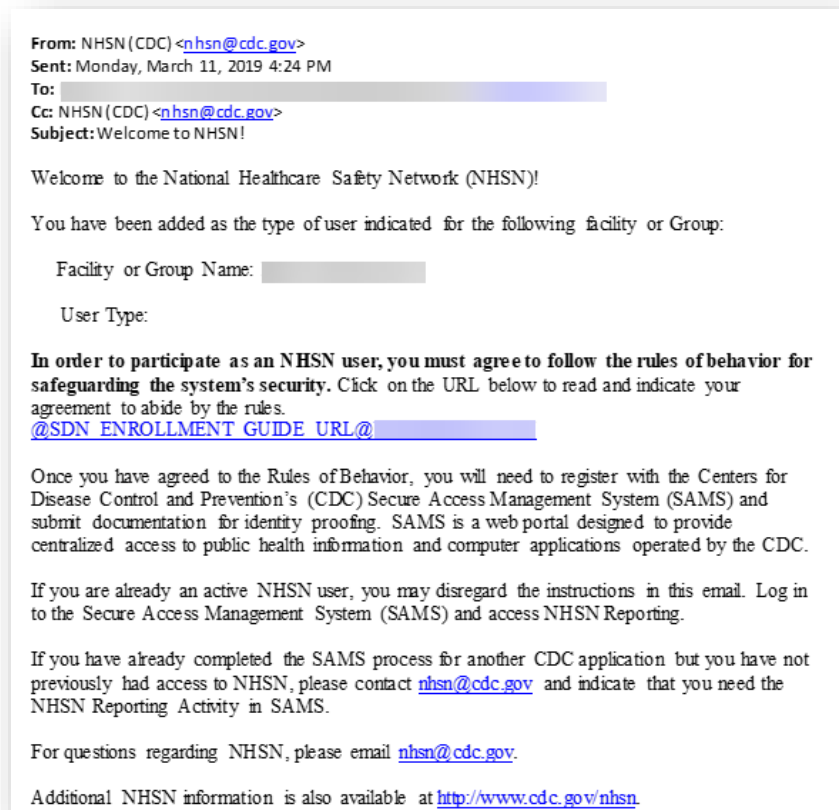 From: NHSN (CDC) <nhsn@cdc.gov>
Sent: Monday, March 11, 2019 4:24 PM
To:
Cc: NHSN (CDC) <nhsn@cdc.gov>
Subject: Welcome to NHSN!
Welcome to the National Healthcare Safety Network (NHSN)!
You have been added as the type of user indicated for the following facility or Group:
Facility or Group Name:
User Type:
In order to participate as an NHSN user, you must agree to follow the rules of behavior for
safeguarding the system's security. Click on the URL below to read and indicate your
agreement to abide by the rules.
@SDN ENROLLMENT GUIDE URL@
Once you have agreed to the Rules of Behavior, you will need to register with the Centers for
Disease Control and Prevention's (CDC) Secure Access Management System (SAMS) and
submit documentation for identity proofing. SAMS is a web portal designed to provide
centralized access to public health information and computer applications operated by the CDC.
If you are already an active NHSN user, you may disregard the instructions in this email. Log in
to the Secure Access Management System (SAMS) and access NHSN Reporting.
If you have already completed the SAMS process for another CDC application but you have not
previously had access to NHSN, please contact nhsn@cdc.gov and indicate that you need the
NHSN Reporting Activity in SAMS.
For questions regarding NHSN, please email nhsn@cdc.gov.
Additional NHSN information is also available at http://www.cdc.gov/nhsn.